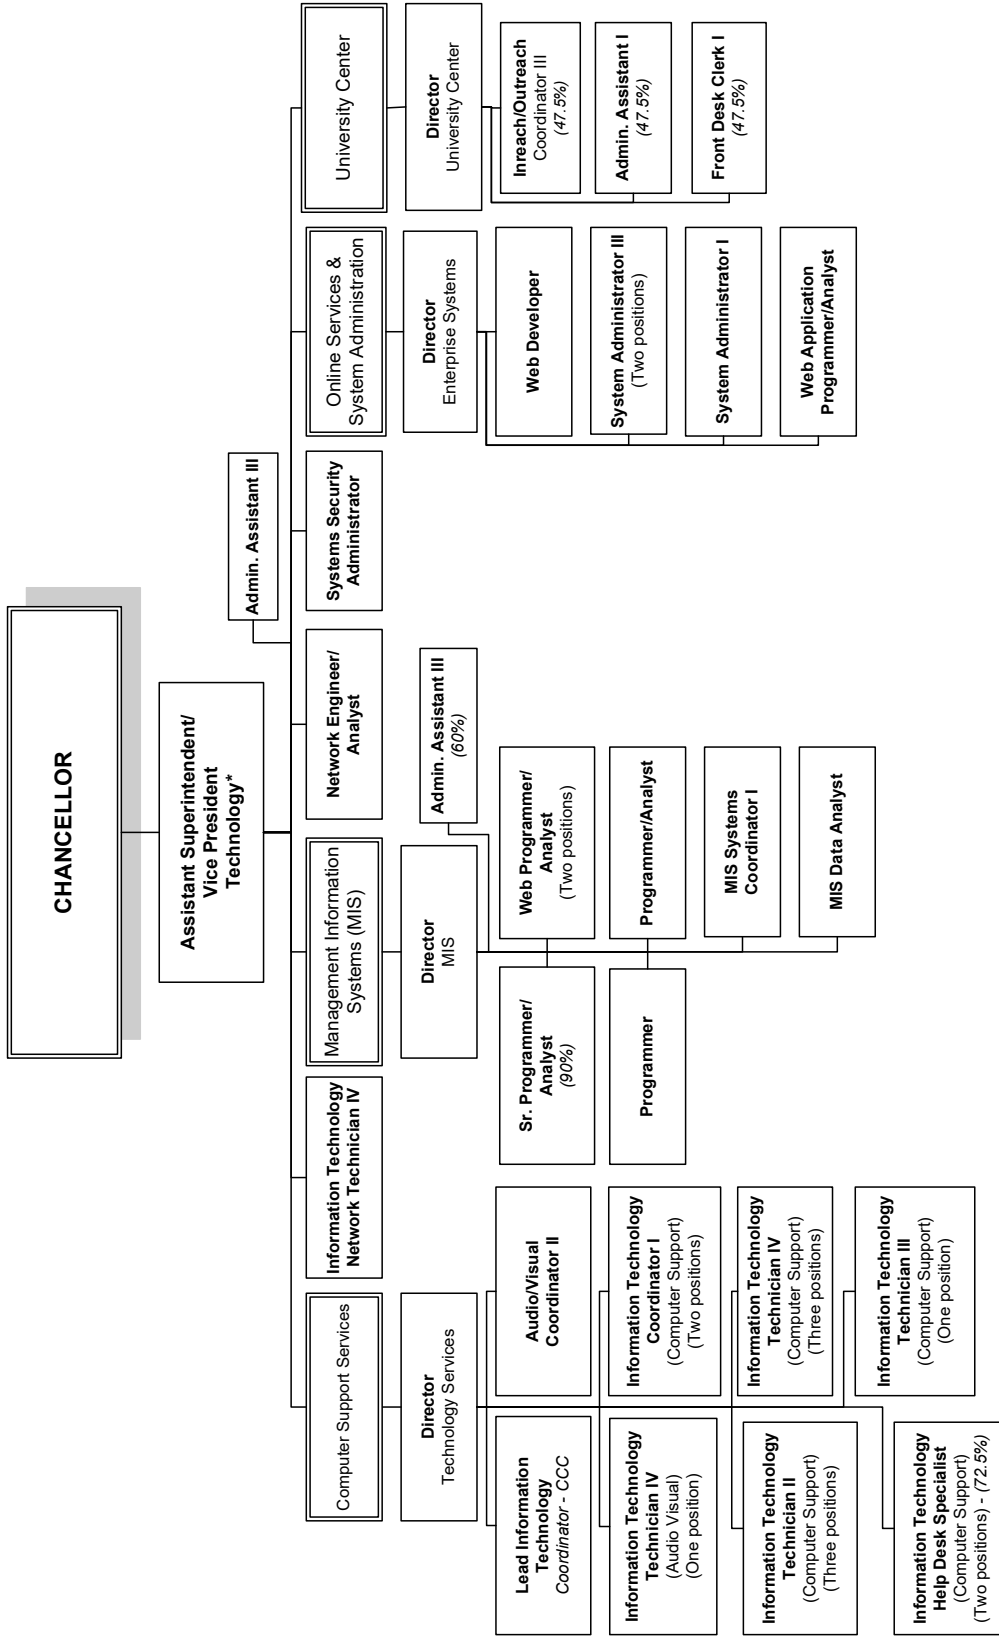 CHANCELLOR
Assistant Superintendent/
Vice President
Technology*
Admin. Assistant III
Computer Support Services
Information Technology
Network Technician IV
Management Information
Systems (MIS)
Network Engineer/
Analyst
Systems Security
Administrator
Online Services &
System Administration
University Center
Director
Technology Services
Director
MIS
Admin. Assistant III
(60%)
Director
Enterprise Systems
Director
University Center
Lead Information
Technology
Coordinator - CCC
Audio/Visual
Coordinator II
Information Technology
Technician IV
(Audio Visual)
(One position)
Information Technology
Coordinator I
(Computer Support)
(Two positions)
Information Technology
Technician II
(Computer Support)
(Three positions)
Information Technology
Technician IV
(Computer Support)
(Three positions)
Information Technology
Help Desk Specialist
(Computer Support)
(Two positions) - (72.5%)
Information Technology
Technician III
(Computer Support)
(One position)
Sr. Programmer/
Analyst
(90%)
Web Programmer/
Analyst
(Two positions)
Programmer
Programmer/Analyst
MIS Systems
Coordinator I
MIS Data Analyst
Web Developer
System Administrator III
(Two positions)
System Administrator I
Web Application
Programmer/Analyst
Inreach/Outreach
Coordinator III
(47.5%)
Admin. Assistant I
(47.5%)
Front Desk Clerk I
(47.5%)